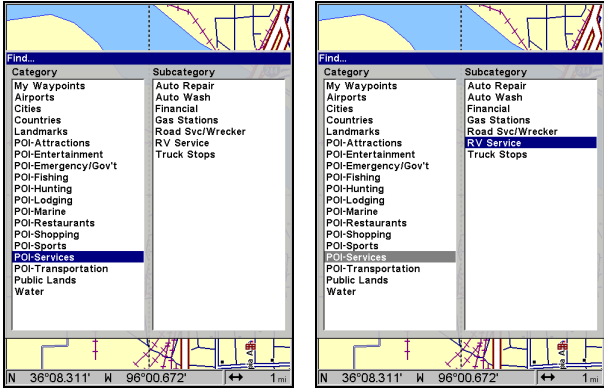 Find...
Category Subcategory
My Waypoints Auto Repair
Airports Auto Wash
Cities Financial
Countries Gas Stations
Landmarks Road Svc/Wrecker
POI-Attractions RV Service
POI-Entertainment Truck Stops
POI-Emergency/Gov't
POI-Fishing
POI-Hunting
POI-Lodging
POI-Marine
POI-Restaurants
POI-Shopping
POI-Sports
POI-Services
POI-Transportation
Public Lands
Water
N 36°08.311' W 96°00.672' ↔ 1 mi
Find...
Category Subcategory
My Waypoints Auto Repair
Airports Auto Wash
Cities Financial
Countries Gas Stations
Landmarks Road Svc/Wrecker
POI-Attractions RV Service
POI-Entertainment Truck Stops
POI-Emergency/Gov't
POI-Fishing
POI-Hunting
POI-Lodging
POI-Marine
POI-Restaurants
POI-Shopping
POI-Sports
POI-Services
POI-Transportation
Public Lands
Water
N 36°08.311' W 96°00.672' ↔ 1 mi